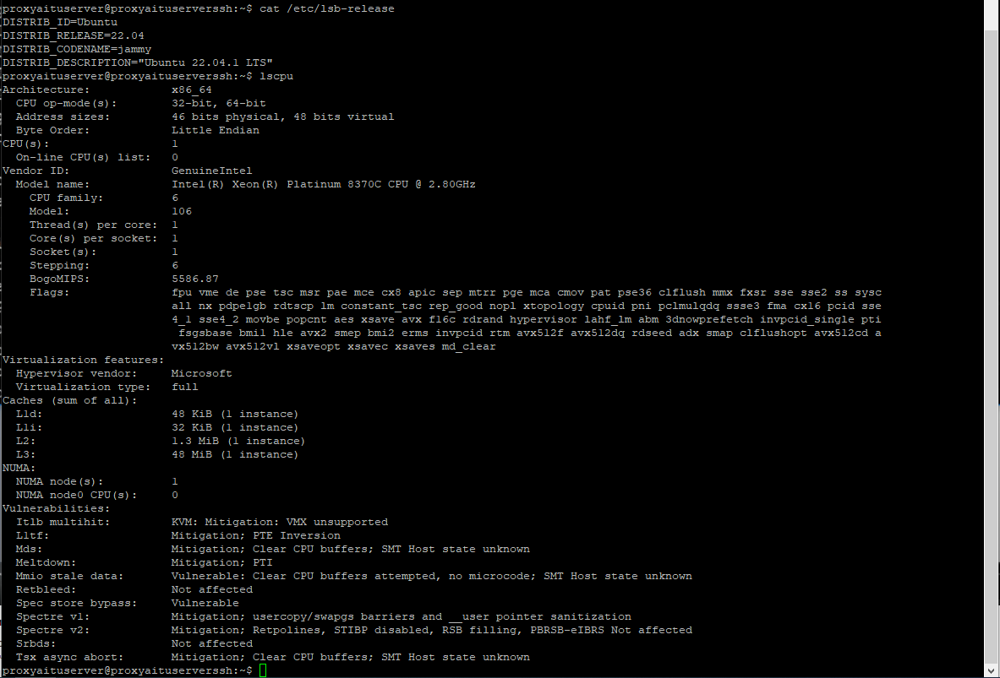 proxyaituserver@proxyaituserverssh:~$ cat /etc/lsb-release
DISTRIB_ID=Ubuntu
DISTRIB_RELEASE=22.04
DISTRIB_CODENAME=jammy
DISTRIB_DESCRIPTION="Ubuntu 22.04.1 LTS"
proxyaituserver@proxyaituserverssh:~$ lscpu
Architecture:            x86_64
  CPU op-mode(s):        32-bit, 64-bit
  Address sizes:         46 bits physical, 48 bits virtual
  Byte Order:            Little Endian
CPU(s):                  1
  On-line CPU(s) list:   0
Vendor ID:               GenuineIntel
  Model name:            Intel(R) Xeon(R) Platinum 8370C CPU @ 2.80GHz
    CPU family:          6
    Model:               106
    Thread(s) per core:  1
    Core(s) per socket:  1
    Socket(s):           1
    Stepping:            6
    BogoMIPS:            5586.87
    Flags:               fpu vme de pse tsc msr pae mce cx8 apic sep mtrr pge mca cmov pat pse36 clflush mmx fxsr sse sse2 ss sysc
                         all nx pdpe1gb rdtscp lm constant_tsc rep_good nopl xtopology cpuid pni pclmulqdq ssse3 fma cx16 pcid sse
                         4_1 sse4_2 movbe popcnt aes xsave avx f16c rdrand hypervisor lahf_lm abm 3dnowprefetch invpcid_single pti
                          fsgsbase bmi1 hle avx2 smep bmi2 erms invpcid rtm avx512f avx512dq rdseed adx smap clflushopt avx512cd a
                         vx512bw avx512vl xsaveopt xsavec xsaves md_clear
Virtualization features:
  Hypervisor vendor:     Microsoft
  Virtualization type:   full
Caches (sum of all):
  L1d:                   48 KiB (1 instance)
  L1i:                   32 KiB (1 instance)
  L2:                    1.3 MiB (1 instance)
  L3:                    48 MiB (1 instance)
NUMA:
  NUMA node(s):          1
  NUMA node0 CPU(s):     0
Vulnerabilities:
  Itlb multihit:         KVM: Mitigation: VMX unsupported
  L1tf:                  Mitigation; PTE Inversion
  Mds:                   Mitigation; Clear CPU buffers; SMT Host state unknown
  Meltdown:              Mitigation; PTI
  Mmio stale data:       Vulnerable: Clear CPU buffers attempted, no microcode; SMT Host state unknown
  Retbleed:              Not affected
  Spec store bypass:     Vulnerable
  Spectre v1:            Mitigation; usercopy/swapgs barriers and __user pointer sanitization
  Spectre v2:            Mitigation; Retpolines, STIBP disabled, RSB filling, PBRSB-eIBRS Not affected
  Srbds:                 Not affected
  Tsx async abort:       Mitigation; Clear CPU buffers; SMT Host state unknown
proxyaituserver@proxyaituserverssh:~$